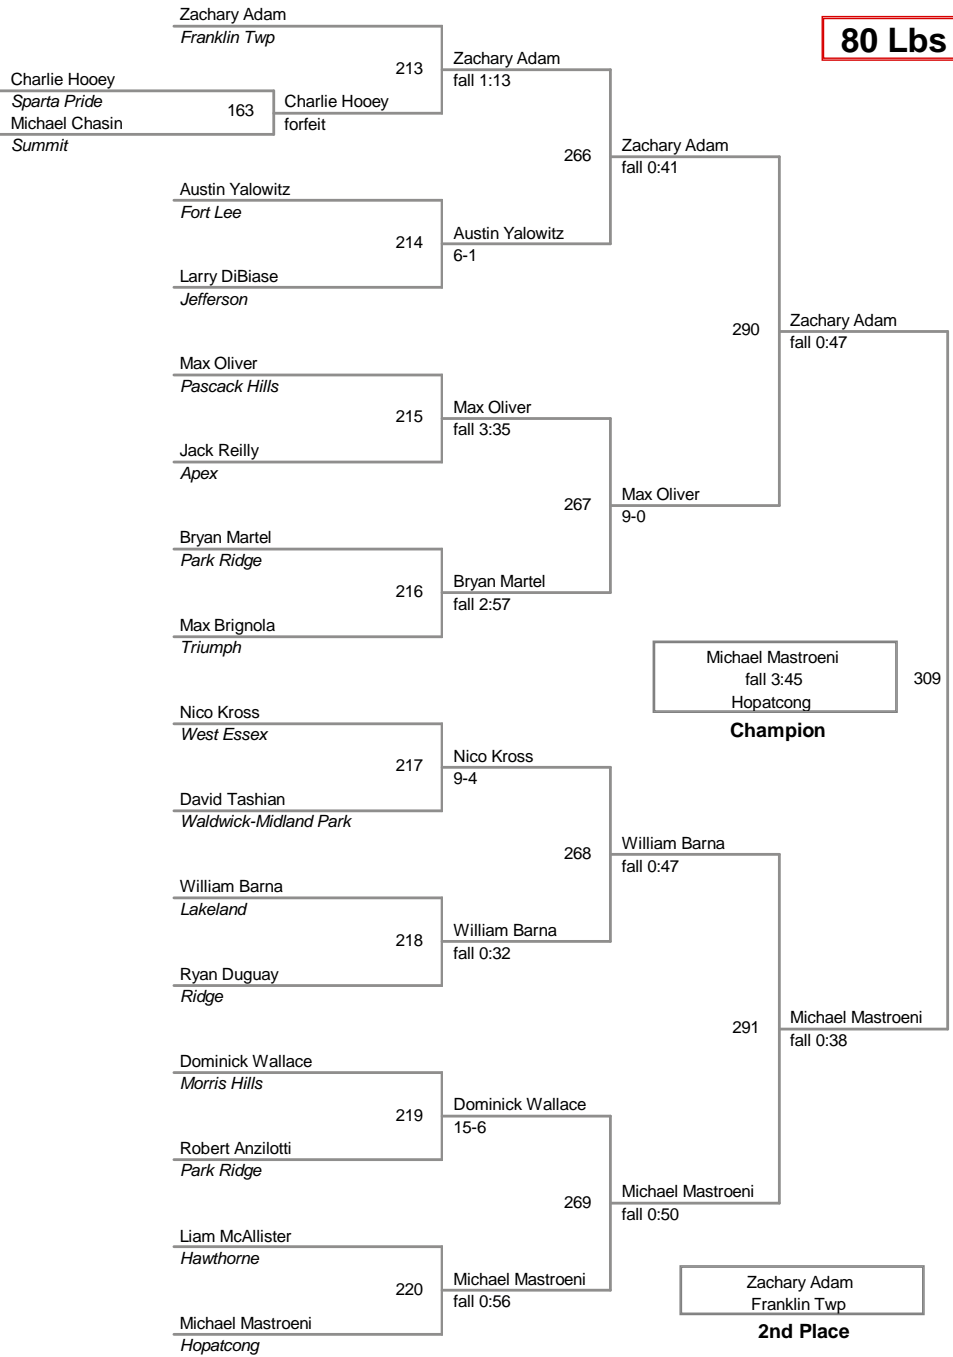 Zachary Adam
Franklin Twp
80 Lbs
213
Zachary Adam
fall 1:13
Charlie Hooey
Sparta Pride
163
Charlie Hooey
forfeit
Michael Chasin
Summit
266
Zachary Adam
fall 0:41
Austin Yalowitz
Fort Lee
214
Austin Yalowitz
6-1
Larry DiBiase
Jefferson
290
Zachary Adam
fall 0:47
Max Oliver
Pascack Hills
215
Max Oliver
fall 3:35
Jack Reilly
Apex
267
Max Oliver
9-0
Bryan Martel
Park Ridge
216
Bryan Martel
fall 2:57
Max Brignola
Triumph
Michael Mastroeni
fall 3:45
Hopatcong
309
Champion
Nico Kross
West Essex
217
Nico Kross
9-4
David Tashian
Waldwick-Midland Park
268
William Barna
fall 0:47
William Barna
Lakeland
218
William Barna
fall 0:32
Ryan Duguay
Ridge
291
Michael Mastroeni
fall 0:38
Dominick Wallace
Morris Hills
219
Dominick Wallace
15-6
Robert Anzilotti
Park Ridge
269
Michael Mastroeni
fall 0:50
Liam McAllister
Hawthorne
220
Michael Mastroeni
fall 0:56
Michael Mastroeni
Hopatcong
Zachary Adam
Franklin Twp
2nd Place